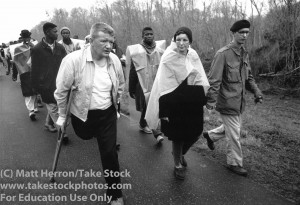 (C) Matt Herron/Take Stock
www.takestockphotos.com
For Education Use Only